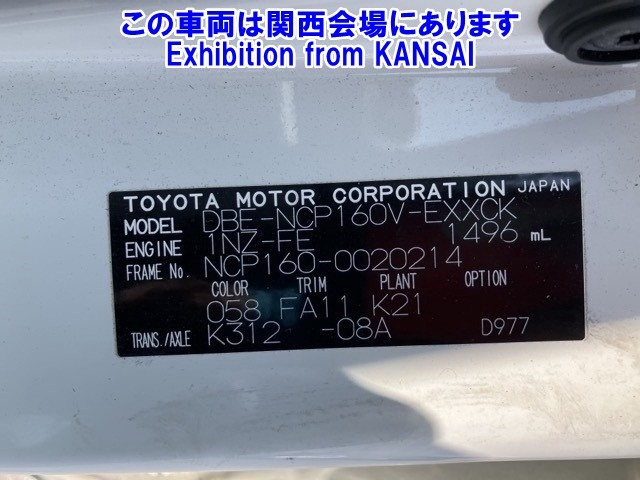 この車両は関西会場にあります
Exhibition from KANSAI
TOYOTA MOTOR CORPORATION JAPAN
MODEL DBE-NCP160V-EXXCK
ENGINE 1NZ-FE 1496 mL
FRAME No. NCP160-0020214
COLOR TRIM PLANT OPTION
058 FA11 K21
TRANS./AXLE K312 -08A D977